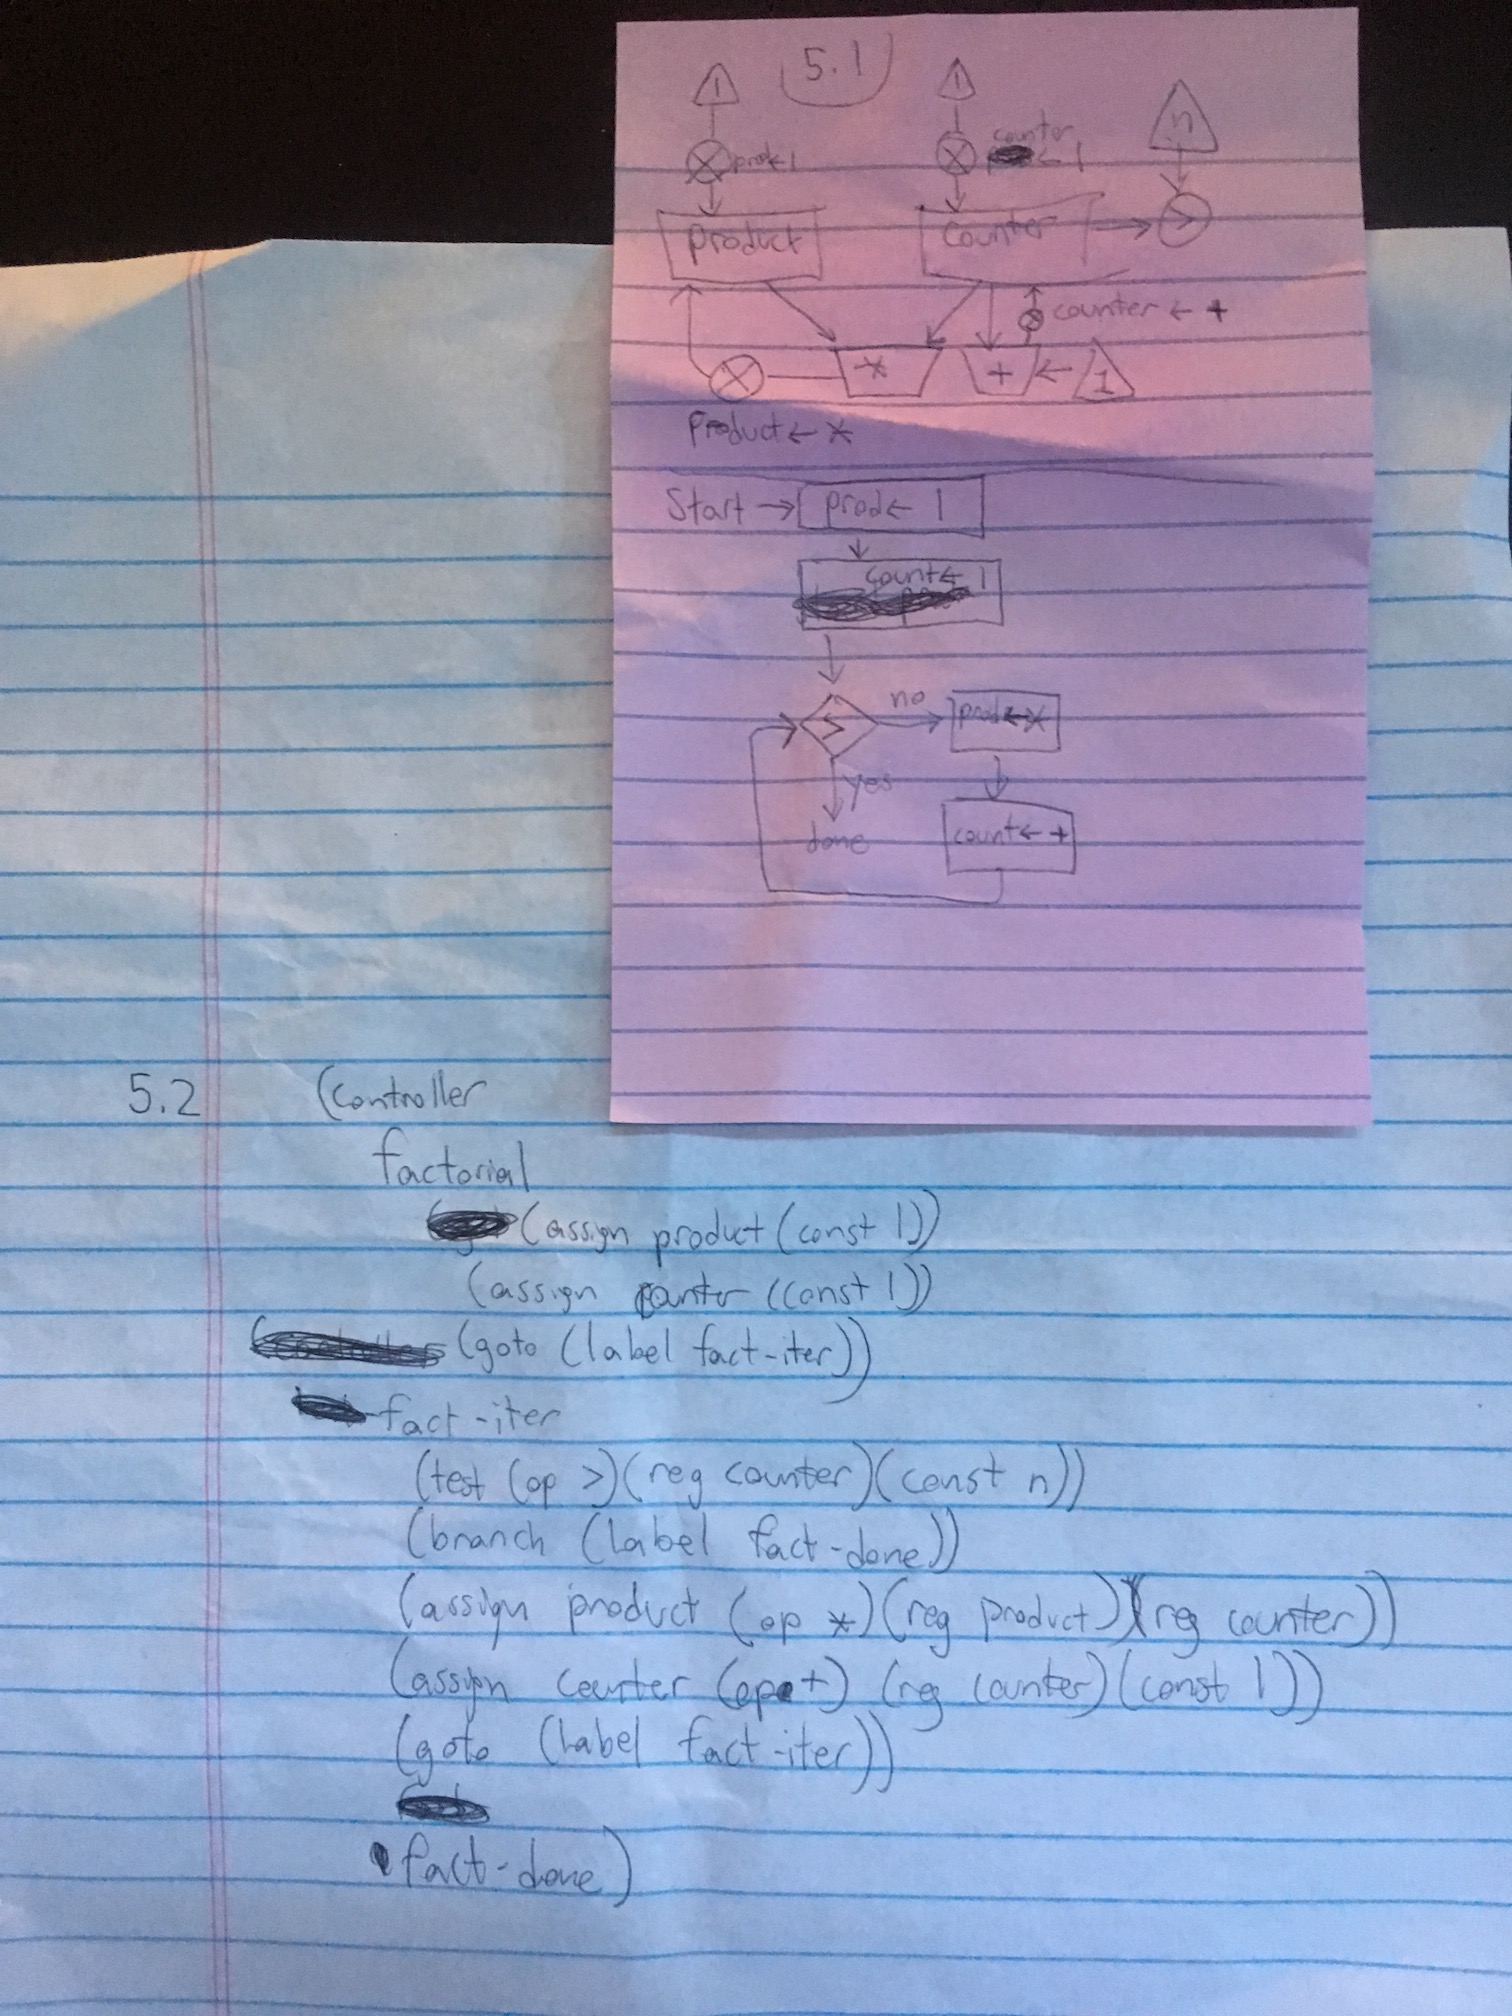 5.1
1 1 n
prod←1 counter ← 1
Product Counter >
counter ← +
* + ← 1
Product ← *
Start → prod ← 1
count ← 1
> no prod ← *
yes
done count ← +
5.2 (controller
factorial
(assign product (const 1))
(assign counter (const 1))
(goto (label fact-iter))
fact-iter
(test (op >)(reg counter)(const n))
(branch (label fact-done))
(assign product (op *)(reg product)(reg counter))
(assign counter (op +) (reg counter)(const 1))
(goto (label fact-iter))
fact-done)